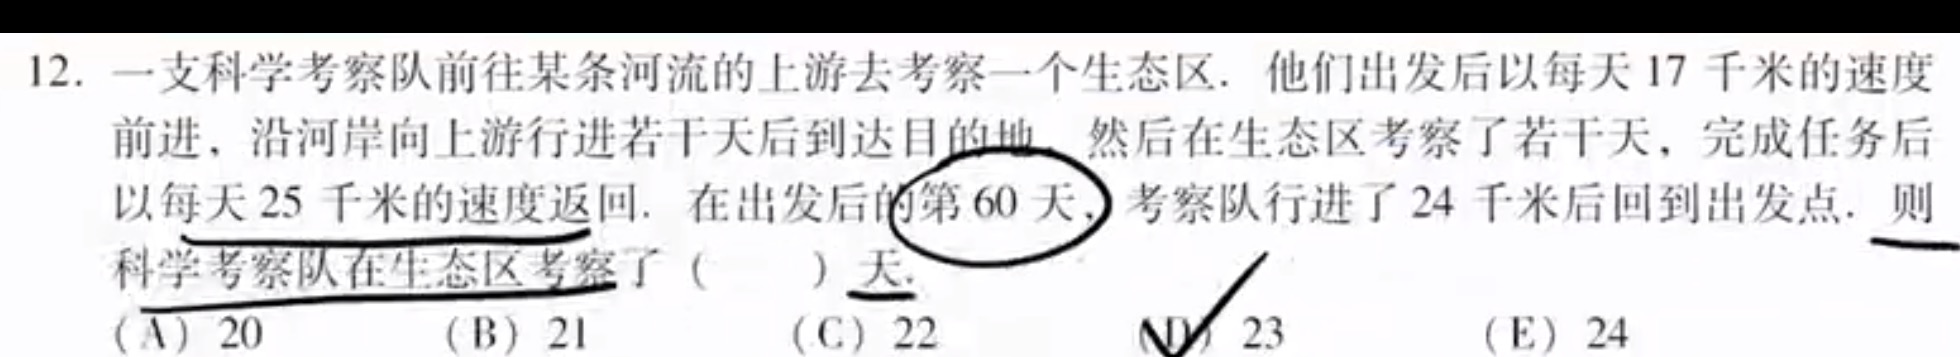 12. 一支科学考察队前往某条河流的上游去考察一个生态区. 他们出发后以每天 17 千米的速度
前进, 沿河岸向上游行进若干天后到达目的地, 然后在生态区考察了若干天, 完成任务后
以每天 25 千米的速度返回. 在出发后的第 60 天, 考察队行进了 24 千米后回到出发点. 则
科学考察队在生态区考察了 ( ) 天.
(A) 20 (B) 21 (C) 22 (D) 23 (E) 24